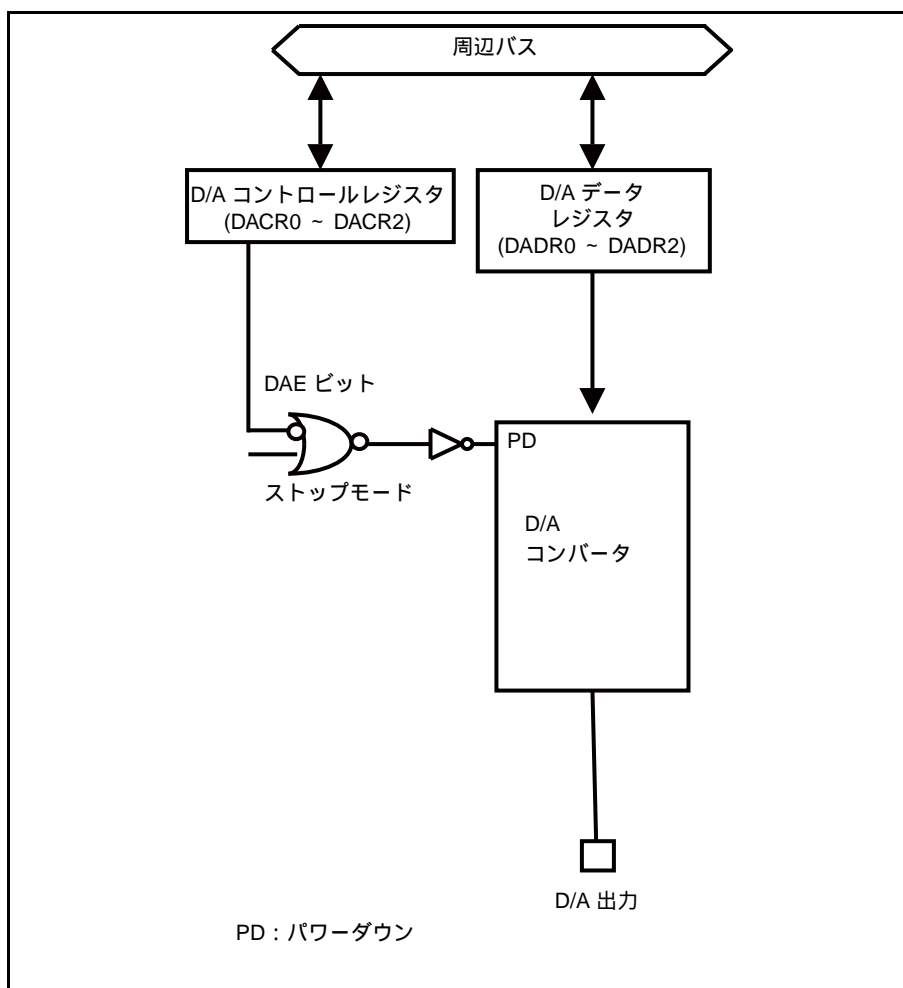 周辺バス
D/A コントロールレジスタ
(DACR0 ~ DACR2)
D/A データ
レジスタ
(DADR0 ~ DADR2)
DAE ビット
ストップモード
PD
D/A
コンバータ
D/A 出力
PD : パワーダウン